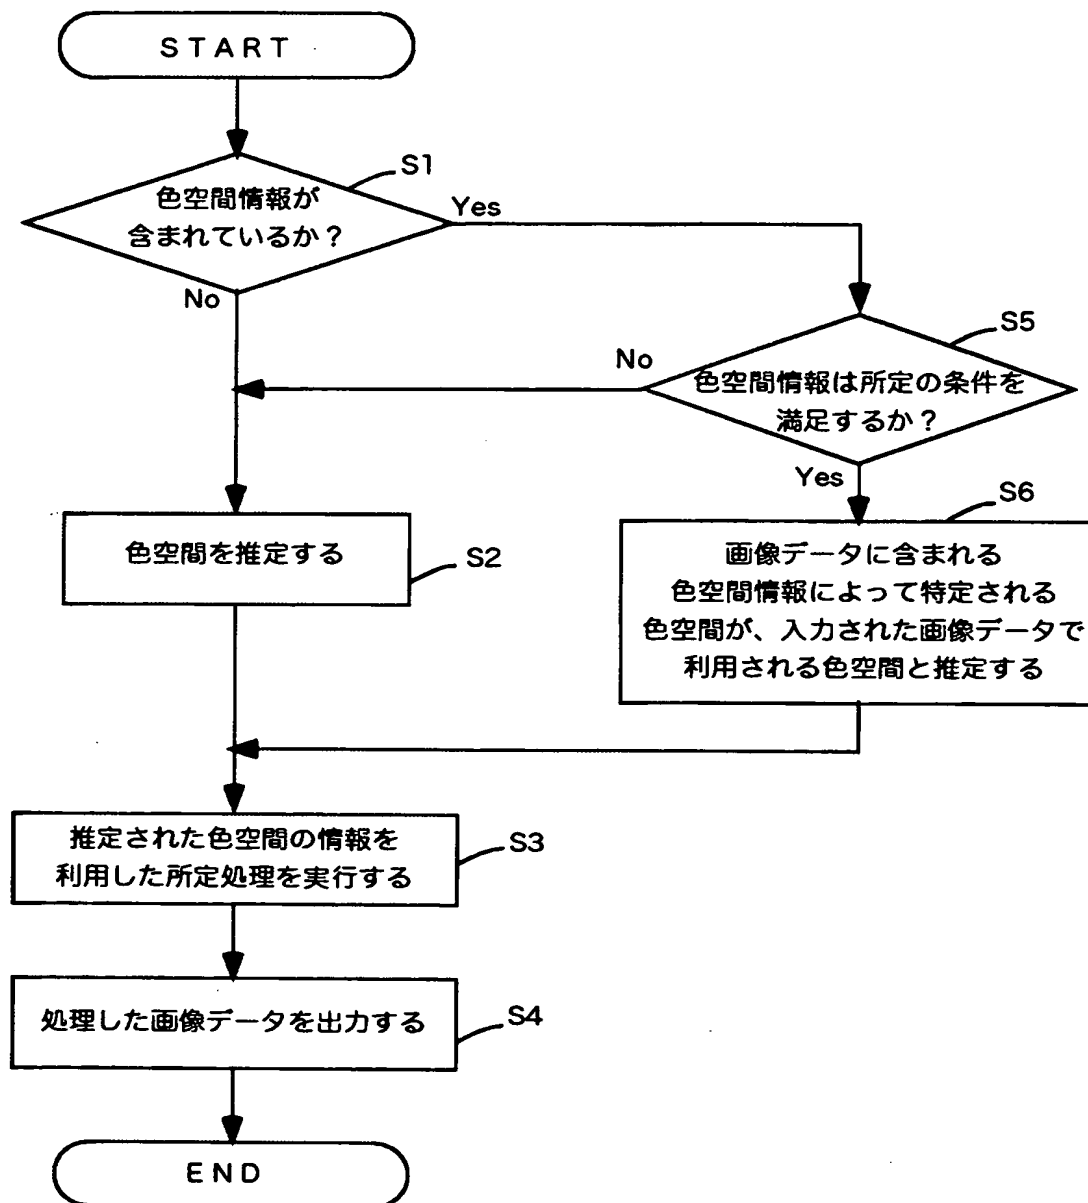 START
S1
色空間情報が
含まれているか？
Yes
No
S5
No
色空間情報は所定の条件を
満足するか？
Yes
S6
色空間を推定する
S2
画像データに含まれる
色空間情報によって特定される
色空間が、入力された画像データで
利用される色空間と推定する
推定された色空間の情報を
利用した所定処理を実行する
S3
処理した画像データを出力する
S4
END